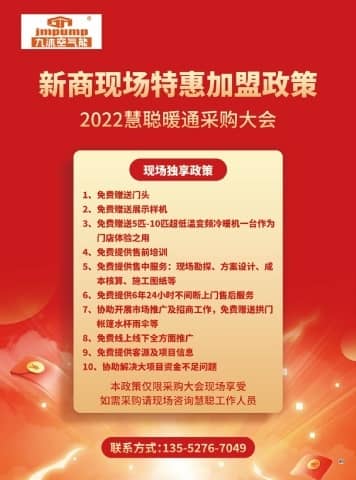 jmpump
九沐空气能
新商现场特惠加盟政策
2022慧聪暖通采购大会
现场独享政策
1、免费赠送门头
2、免费赠送展示样机
3、免费赠送5匹-10匹超低温变频冷暖机一台作为
门店体验之用
4、免费提供售前培训
5、免费提供售中服务：现场勘探、方案设计、成
本核算、施工图纸等
6、免费提供6年24小时不间断上门售后服务
7、协助开展市场推广及招商工作，免费赠送拱门
帐篷水杯雨伞等
8、免费线上线下全方面推广
9、免费提供客源及项目信息
10、协助解决大项目资金不足问题
本政策仅限采购大会现场享受
如需采购请现场咨询慧聪工作人员
联系方式：135-5276-7049